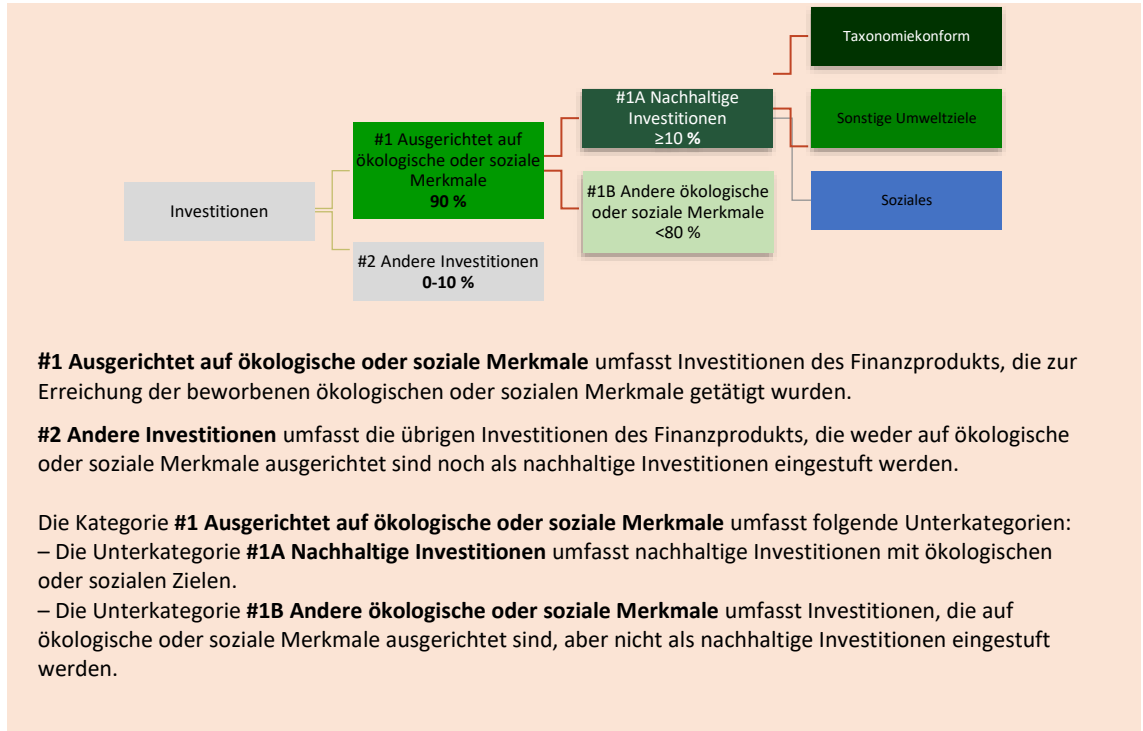 Taxonomiekonform
#1A Nachhaltige
Investitionen
≥10 %
Sonstige Umweltziele
#1 Ausgerichtet auf
ökologische oder soziale
Merkmale
90 %
#1B Andere ökologische
oder soziale Merkmale
<80 %
Soziales
Investitionen
#2 Andere Investitionen
0-10 %
#1 Ausgerichtet auf ökologische oder soziale Merkmale umfasst Investitionen des Finanzprodukts, die zur
Erreichung der beworbenen ökologischen oder sozialen Merkmale getätigt wurden.
#2 Andere Investitionen umfasst die übrigen Investitionen des Finanzprodukts, die weder auf ökologische
oder soziale Merkmale ausgerichtet sind noch als nachhaltige Investitionen eingestuft werden.
Die Kategorie #1 Ausgerichtet auf ökologische oder soziale Merkmale umfasst folgende Unterkategorien:
– Die Unterkategorie #1A Nachhaltige Investitionen umfasst nachhaltige Investitionen mit ökologischen
oder sozialen Zielen.
– Die Unterkategorie #1B Andere ökologische oder soziale Merkmale umfasst Investitionen, die auf
ökologische oder soziale Merkmale ausgerichtet sind, aber nicht als nachhaltige Investitionen eingestuft
werden.